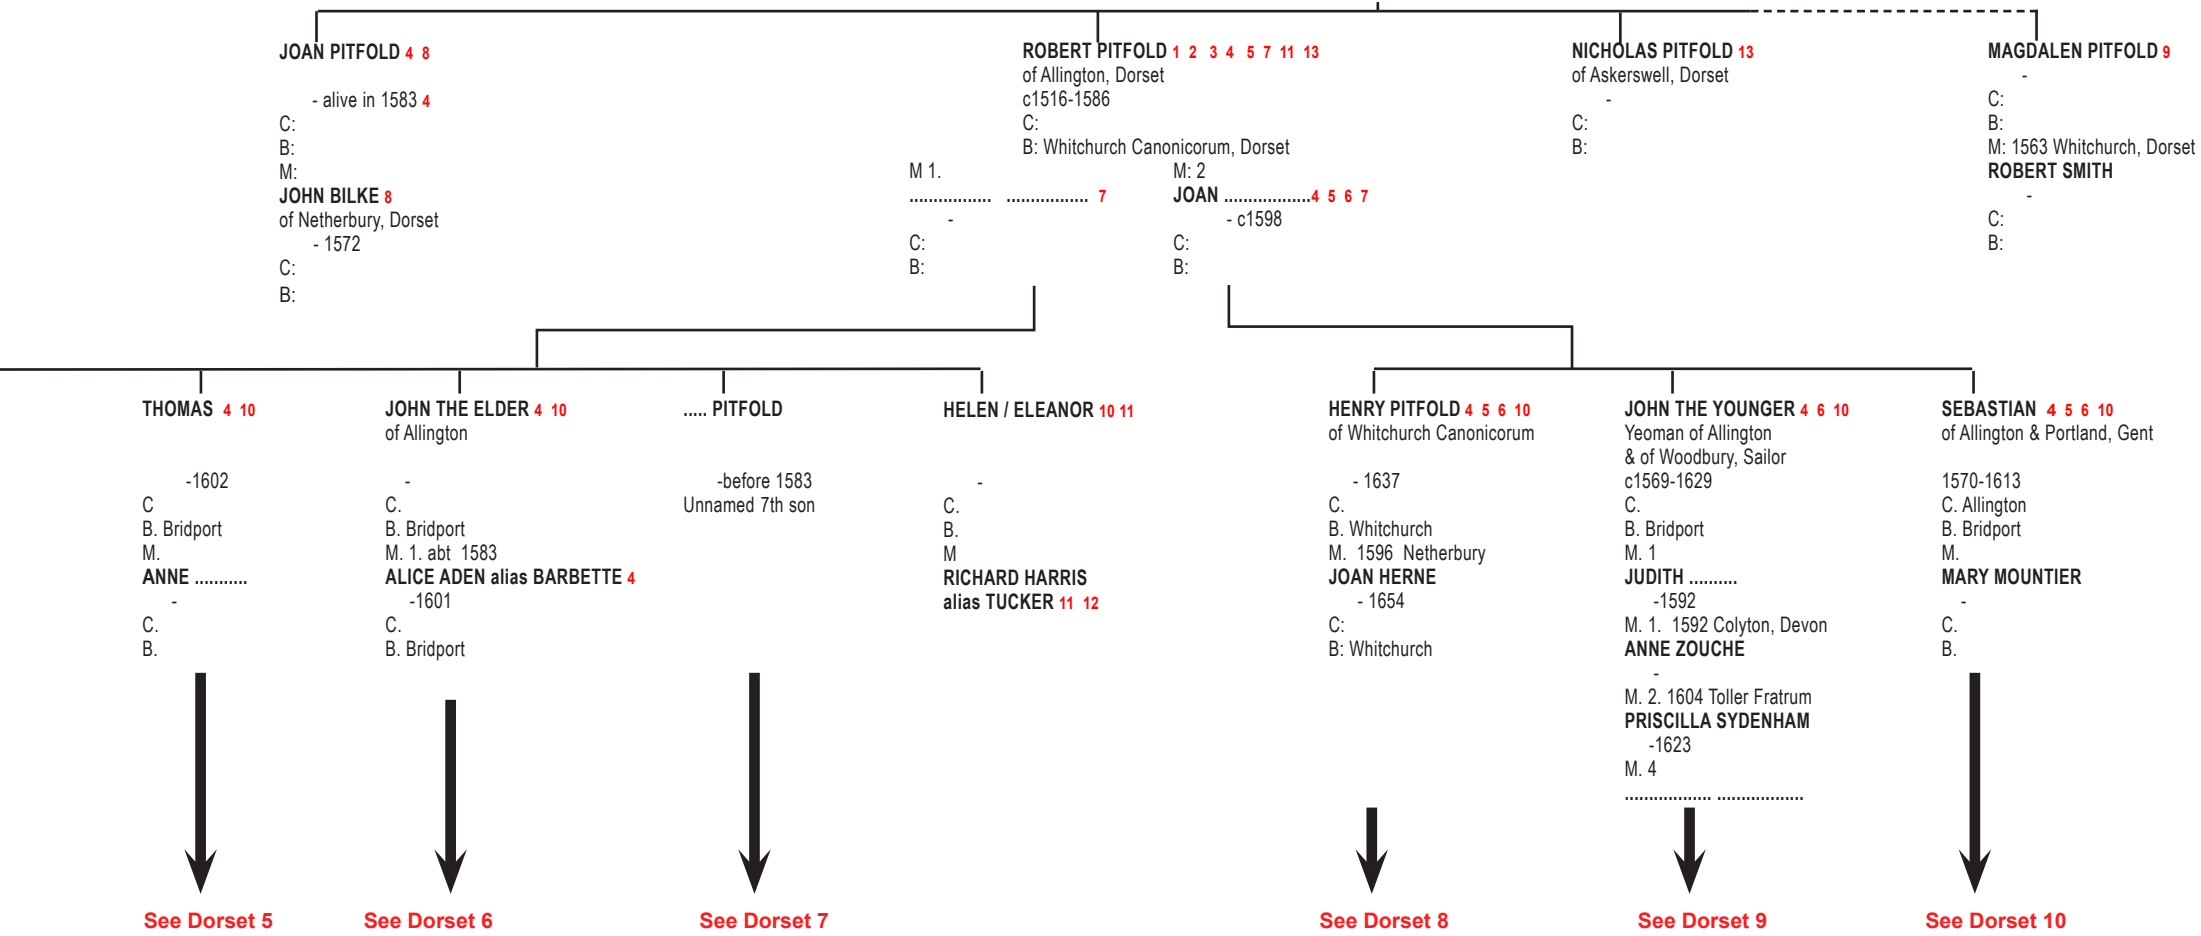 JOAN PITFOLD 4 8
- alive in 1583 4
C:
B:
M:
JOHN BILKE 8
of Netherbury, Dorset
- 1572
C:
B:
ROBERT PITFOLD 1 2 3 4 5 7 11 13
of Allington, Dorset
c1516-1586
C:
B: Whitchurch Canonicorum, Dorset
M 1.
................. ................. 7
-
C:
B:
M: 2
JOAN ..................4 5 6 7
- c1598
C:
B:
NICHOLAS PITFOLD 13
of Askerswell, Dorset
-
C:
B:
MAGDALEN PITFOLD 9
-
C:
B:
M: 1563 Whitchurch, Dorset
ROBERT SMITH
-
C:
B:
THOMAS 4 10
-1602
C
B. Bridport
M.
ANNE ...........
-
C.
B.
See Dorset 5
JOHN THE ELDER 4 10
of Allington
-
C.
B. Bridport
M. 1. abt 1583
ALICE ADEN alias BARBETTE 4
-1601
C.
B. Bridport
See Dorset 6
..... PITFOLD
-before 1583
Unnamed 7th son
See Dorset 7
HELEN / ELEANOR 10 11
-
C.
B.
M
RICHARD HARRIS
alias TUCKER 11 12
HENRY PITFOLD 4 5 6 10
of Whitchurch Canonicorum
- 1637
C.
B. Whitchurch
M. 1596 Netherbury
JOAN HERNE
- 1654
C:
B: Whitchurch
See Dorset 8
JOHN THE YOUNGER 4 6 10
Yeoman of Allington
& of Woodbury, Sailor
c1569-1629
C.
B. Bridport
M. 1
JUDITH ..........
-1592
M. 1. 1592 Colyton, Devon
ANNE ZOUCHE
-
M. 2. 1604 Toller Fratrum
PRISCILLA SYDENHAM
-1623
M. 4
.................. ..................
See Dorset 9
SEBASTIAN 4 5 6 10
of Allington & Portland, Gent
1570-1613
C. Allington
B. Bridport
M.
MARY MOUNTIER
-
C.
B.
See Dorset 10